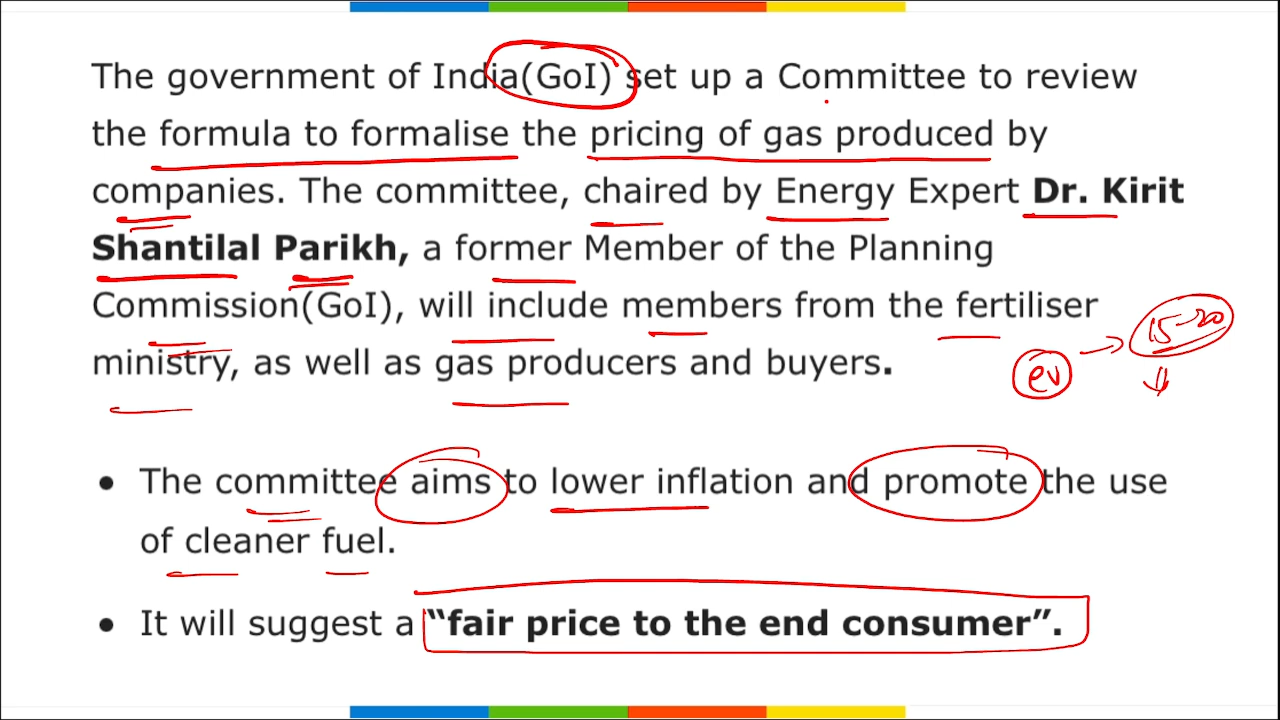 The government of India(GoI) set up a Committee to review
the formula to formalise the pricing of gas produced by
companies. The committee, chaired by Energy Expert Dr. Kirit
Shantilal Parikh, a former Member of the Planning
Commission(GoI), will include members from the fertiliser
15-20
ministry, as well as gas producers and buyers.
ev
• The committee aims to lower inflation and promote the use
of cleaner fuel.
• It will suggest a “fair price to the end consumer”.